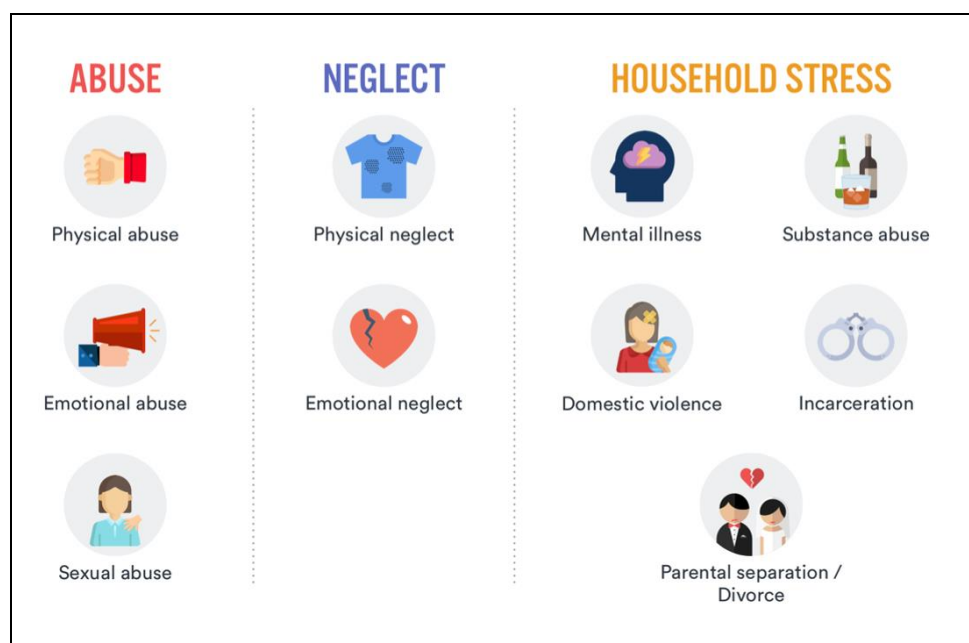 ABUSE
Physical abuse
Emotional abuse
Sexual abuse
NEGLECT
Physical neglect
Emotional neglect
HOUSEHOLD STRESS
Mental illness
Substance abuse
Domestic violence
Incarceration
Parental separation /
Divorce